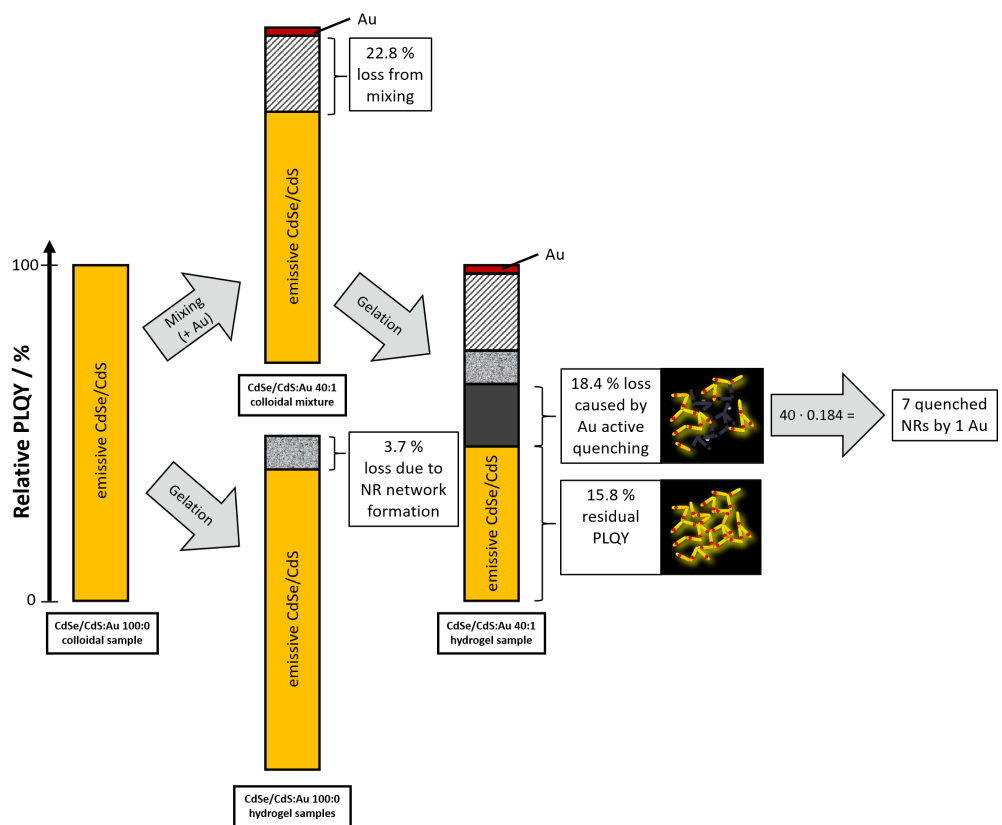 Au
22.8 %
loss from
mixing
emissive CdSe/CdS
CdSe/CdS:Au 40:1
colloidal mixture
Relative PLQY / %
100
0
emissive CdSe/CdS
CdSe/CdS:Au 100:0
colloidal sample
Mixing
(+ Au)
Gelation
Gelation
3.7 %
loss due to
NR network
formation
emissive CdSe/CdS
CdSe/CdS:Au 100:0
hydrogel samples
Au
emissive CdSe/CdS
CdSe/CdS:Au 40:1
hydrogel sample
18.4 % loss
caused by
Au active
quenching
15.8 %
residual
PLQY
40 · 0.184 =
7 quenched
NRs by 1 Au